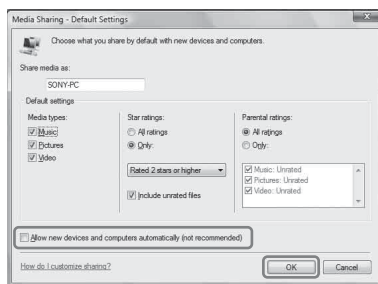 Media Sharing - Default Settings
Choose what you share by default with new devices and computers.
Share media as:
SONY-PC
Default settings
Media types:
Music
Pictures
Video
Star ratings:
All ratings
Only:
Rated 2 stars or higher
Include unrated files
Parental ratings:
All ratings
Only:
Music: Unrated
Pictures: Unrated
Video: Unrated
Allow new devices and computers automatically (not recommended)
How do I customize sharing?
OK Cancel